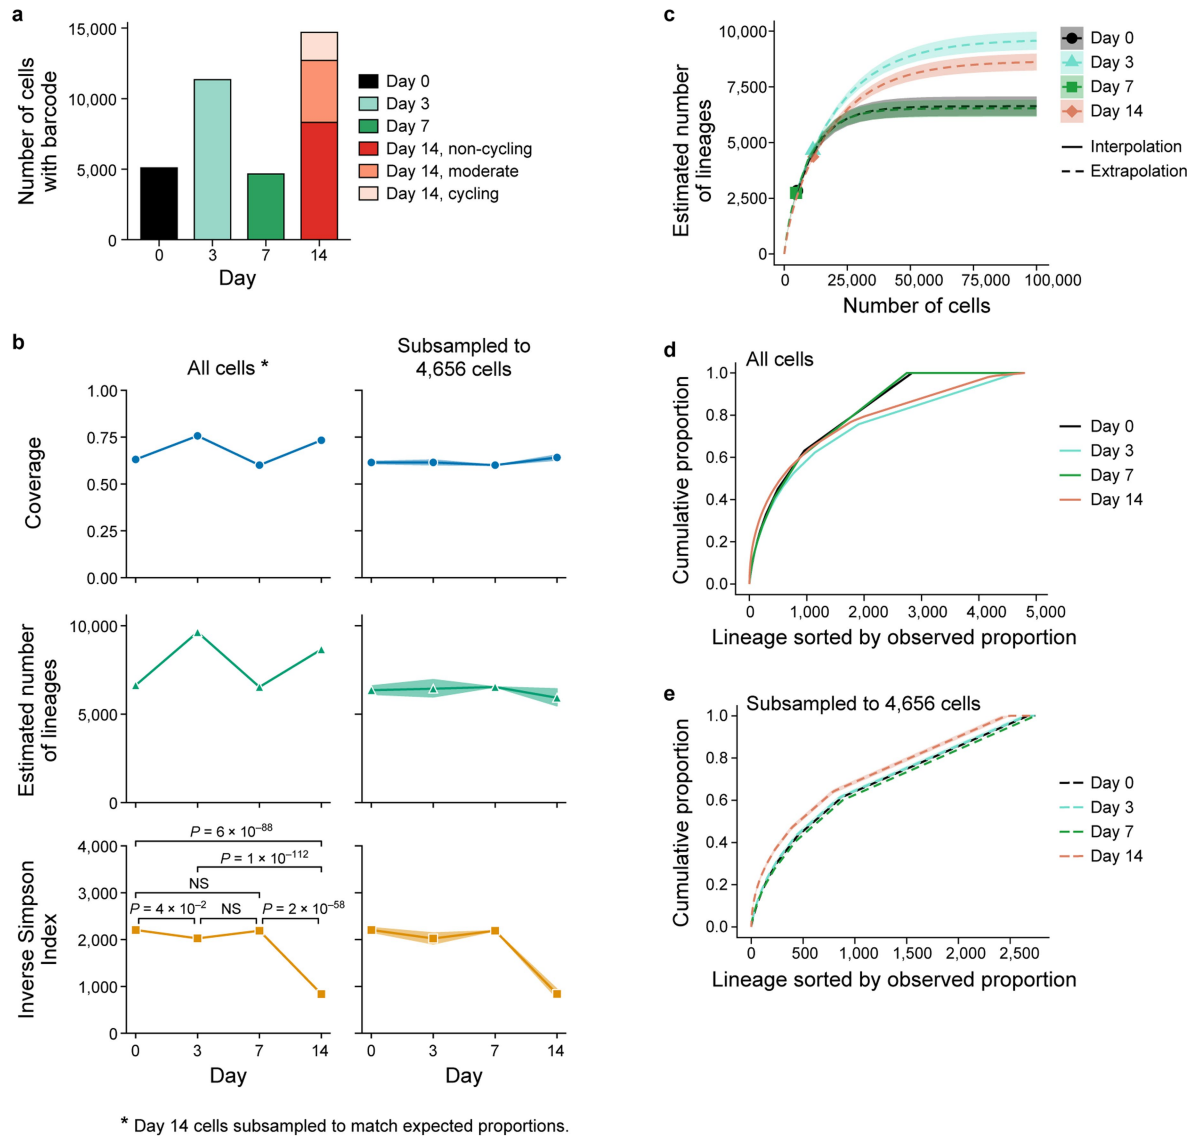 a
15,000
10,000
5,000
0
Number of cells
with barcode
0 3 7 14
Day
Day 0
Day 3
Day 7
Day 14, non-cycling
Day 14, moderate
Day 14, cycling
b
All cells *
Subsampled to
4,656 cells
1.00
0.75
0.50
0.25
0.00
Coverage
10,000
5,000
0
Estimated number
of lineages
P = 6 × 10⁻⁸⁸
P = 1 × 10⁻¹¹²
NS
P = 4 × 10⁻² NS P = 2 × 10⁻⁵⁸
4,000
3,000
2,000
1,000
0
Inverse Simpson
Index
0 3 7 14
Day
0 3 7 14
Day
* Day 14 cells subsampled to match expected proportions.
c
10,000
7,500
5,000
2,500
0
Estimated number
of lineages
0 25,000 50,000 75,000 100,000
Number of cells
Day 0
Day 3
Day 7
Day 14
Interpolation
Extrapolation
d
All cells
1.0
0.8
0.6
0.4
0.2
0.0
Cumulative proportion
0 1,000 2,000 3,000 4,000 5,000
Lineage sorted by observed proportion
Day 0
Day 3
Day 7
Day 14
e
Subsampled to 4,656 cells
1.0
0.8
0.6
0.4
0.2
0.0
Cumulative proportion
0 500 1,000 1,500 2,000 2,500
Lineage sorted by observed proportion
Day 0
Day 3
Day 7
Day 14